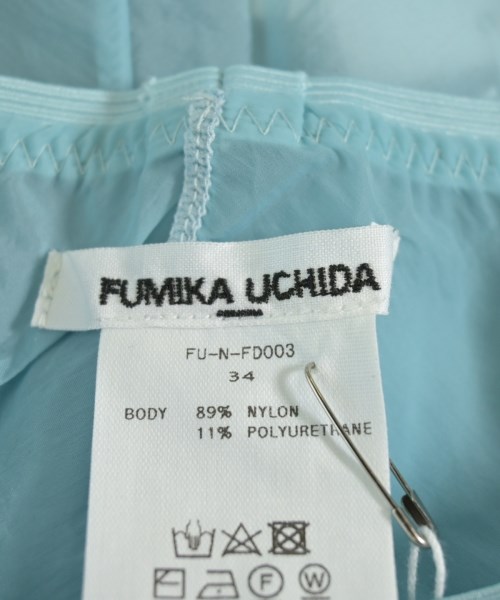 FUMIKA UCHIDA
FU-N-FD003
34
BODY 89% NYLON
11% POLYURETHANE
F W